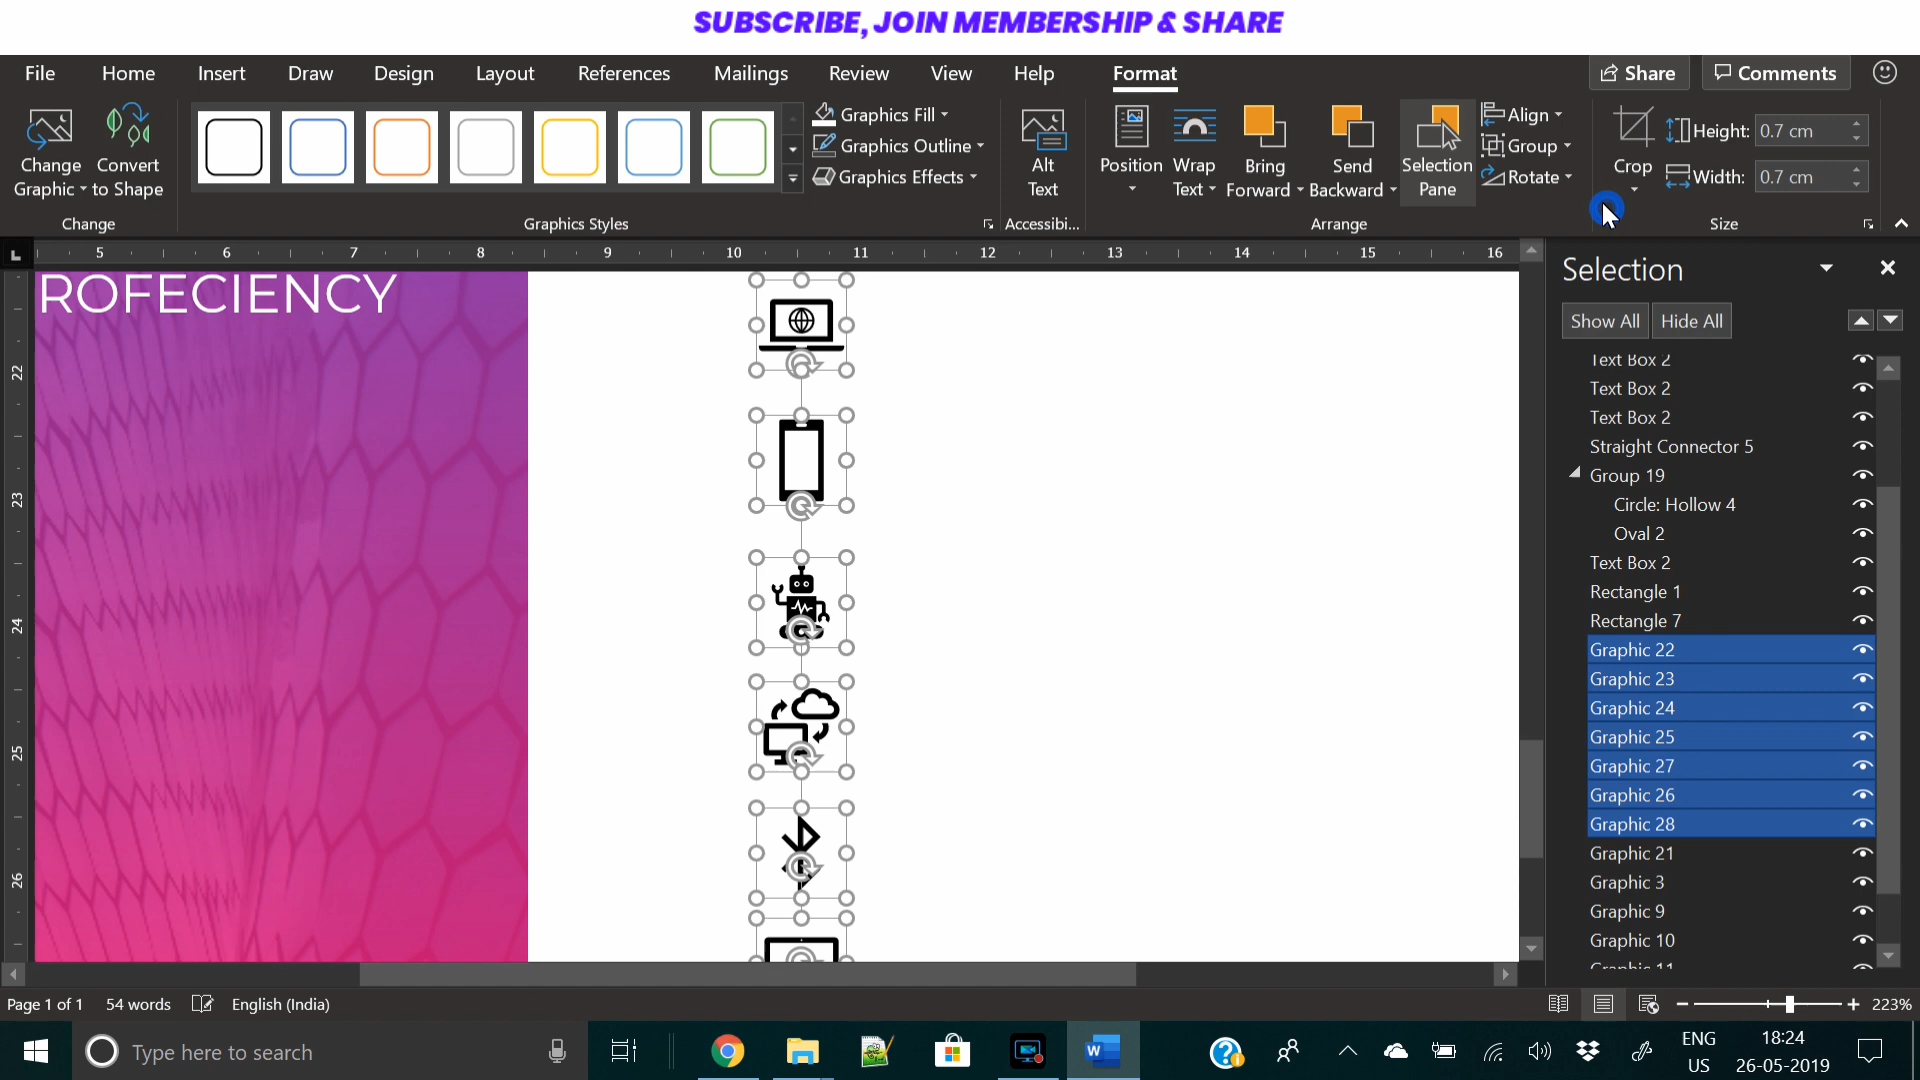 SUBSCRIBE, JOIN MEMBERSHIP & SHARE
File Home Insert Draw Design Layout References Mailings Review View Help Format Share Comments
Change Graphic
Convert to Shape
Change
Graphics Fill
Graphics Outline
Graphics Effects
Graphics Styles
Alt Text
Accessibi...
Position
Wrap Text
Bring Forward
Send Backward
Selection Pane
Align
Group
Rotate
Arrange
Crop
Height: 0.7 cm
Width: 0.7 cm
Size
L 5 6 7 8 9 10 11 12 13 14 15 16
22
23
24
25
26
ROFECIENCY
Selection
Show All Hide All
Text Box 2
Text Box 2
Text Box 2
Straight Connector 5
Group 19
Circle: Hollow 4
Oval 2
Text Box 2
Rectangle 1
Rectangle 7
Graphic 22
Graphic 23
Graphic 24
Graphic 25
Graphic 27
Graphic 26
Graphic 28
Graphic 21
Graphic 3
Graphic 9
Graphic 10
Graphic 11
Page 1 of 1 54 words English (India) 223%
Type here to search
W
ENG
US
18:24
26-05-2019